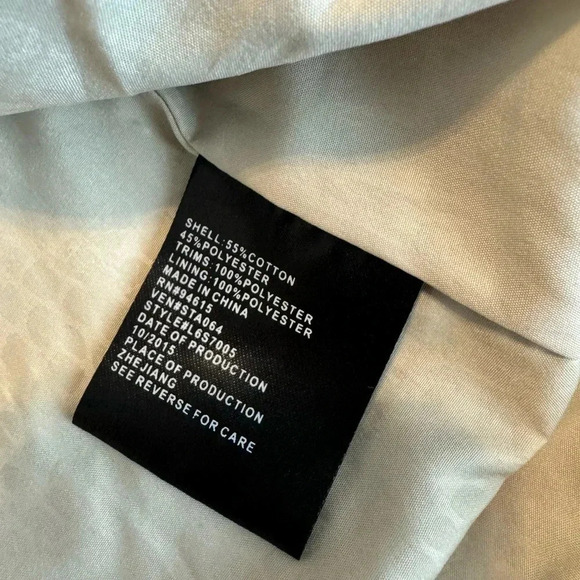 SHELL:55%COTTON
45%POLYESTER
TRIMS:100%POLYESTER
LINING:100%POLYESTER
MADE IN CHINA
RN#94615
VEN#STA064
STYLE#L6S7005
DATE OF PRODUCTION
10/2015
PLACE OF PRODUCTION
ZHEJIANG
SEE REVERSE FOR CARE